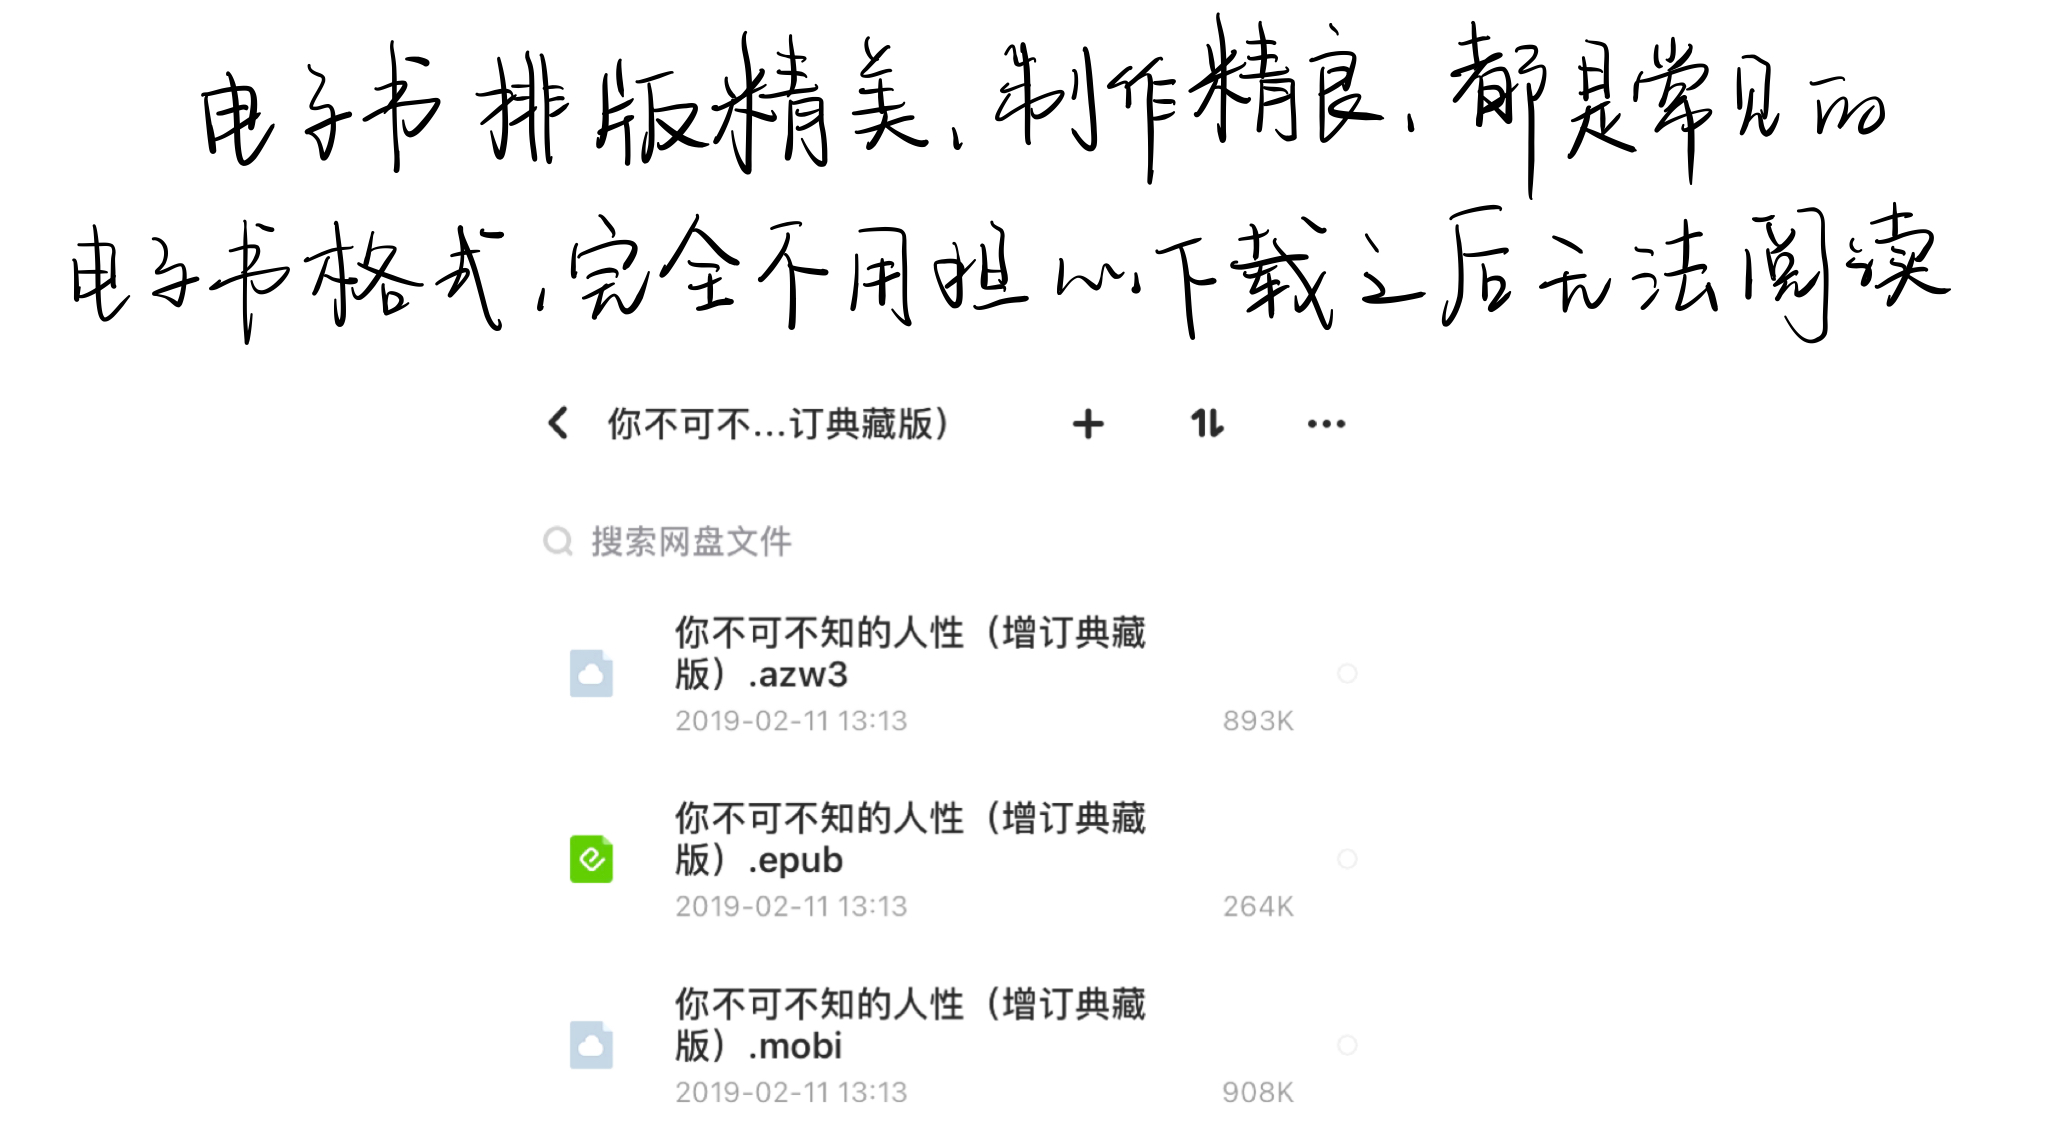 电子书排版精美,制作精良,都是常见的
电子书格式,完全不用担心下载之后无法阅读
你不可不...订典藏版）
搜索网盘文件
你不可不知的人性（增订典藏
版）.azw3
2019-02-11 13:13 893K
你不可不知的人性（增订典藏
版）.epub
2019-02-11 13:13 264K
你不可不知的人性（增订典藏
版）.mobi
2019-02-11 13:13 908K